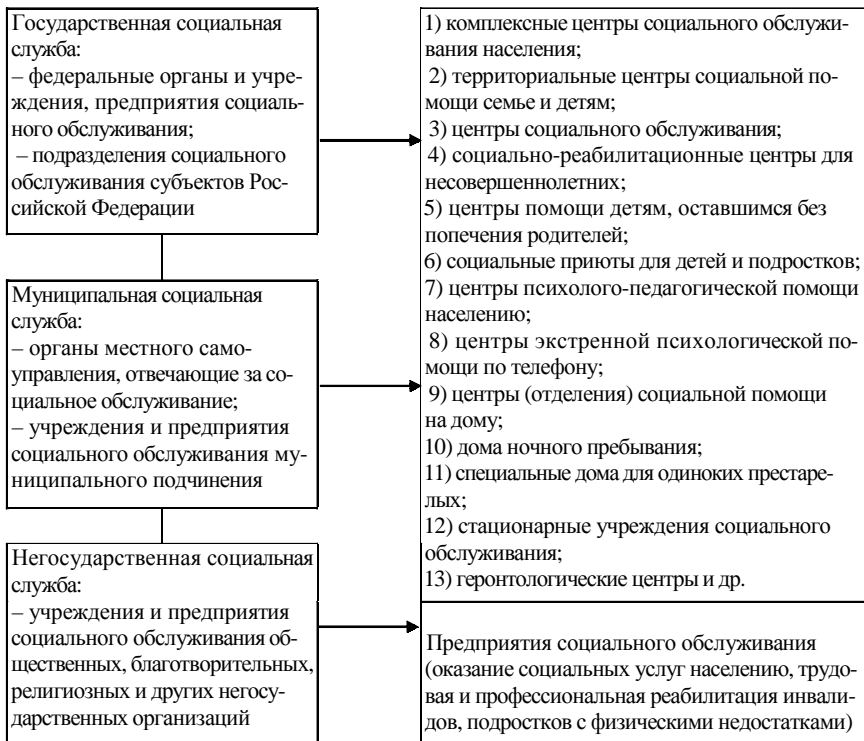 Государственная социальная
служба:
– федеральные органы и учре-
ждения, предприятия социаль-
ного обслуживания;
– подразделения социального
обслуживания субъектов Рос-
сийской Федерации
Муниципальная социальная
служба:
– органы местного само-
управления, отвечающие за со-
циальное обслуживание;
– учреждения и предприятия
социального обслуживания му-
ниципального подчинения
Негосударственная социальная
служба:
– учреждения и предприятия
социального обслуживания об-
щественных, благотворительных,
религиозных и других негосу-
дарственных организаций
1) комплексные центры социального обслужи-
вания населения;
2) территориальные центры социальной по-
мощи семье и детям;
3) центры социального обслуживания;
4) социально-реабилитационные центры для
несовершеннолетних;
5) центры помощи детям, оставшимся без
попечения родителей;
6) социальные приюты для детей и подростков;
7) центры психолого-педагогической помощи
населению;
8) центры экстренной психологической по-
мощи по телефону;
9) центры (отделения) социальной помощи
на дому;
10) дома ночного пребывания;
11) специальные дома для одиноких престаре-
лых;
12) стационарные учреждения социального
обслуживания;
13) геронтологические центры и др.
Предприятия социального обслуживания
(оказание социальных услуг населению, трудо-
вая и профессиональная реабилитация инвали-
дов, подростков с физическими недостатками)